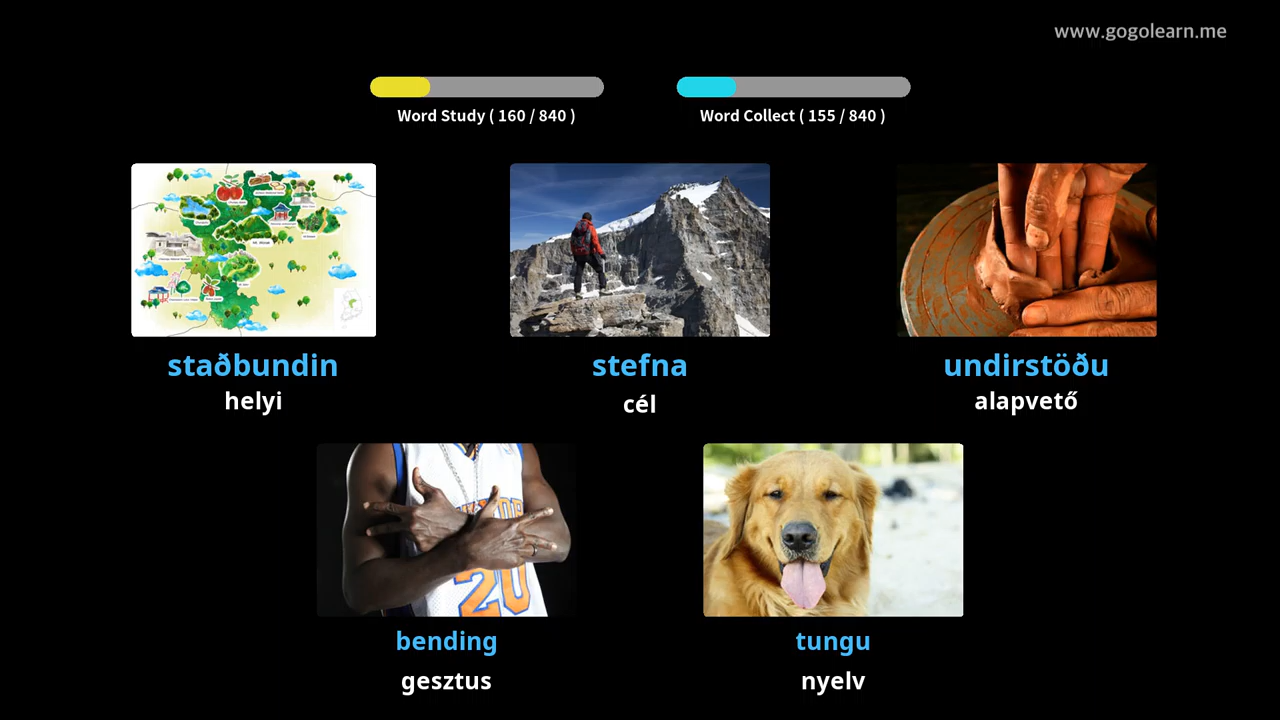 www.gogolearn.me
Word Study ( 160 / 840 )
Word Collect ( 155 / 840 )
staðbundin
helyi
stefna
cél
undirstöðu
alapvető
20
bending
gesztus
tungu
nyelv